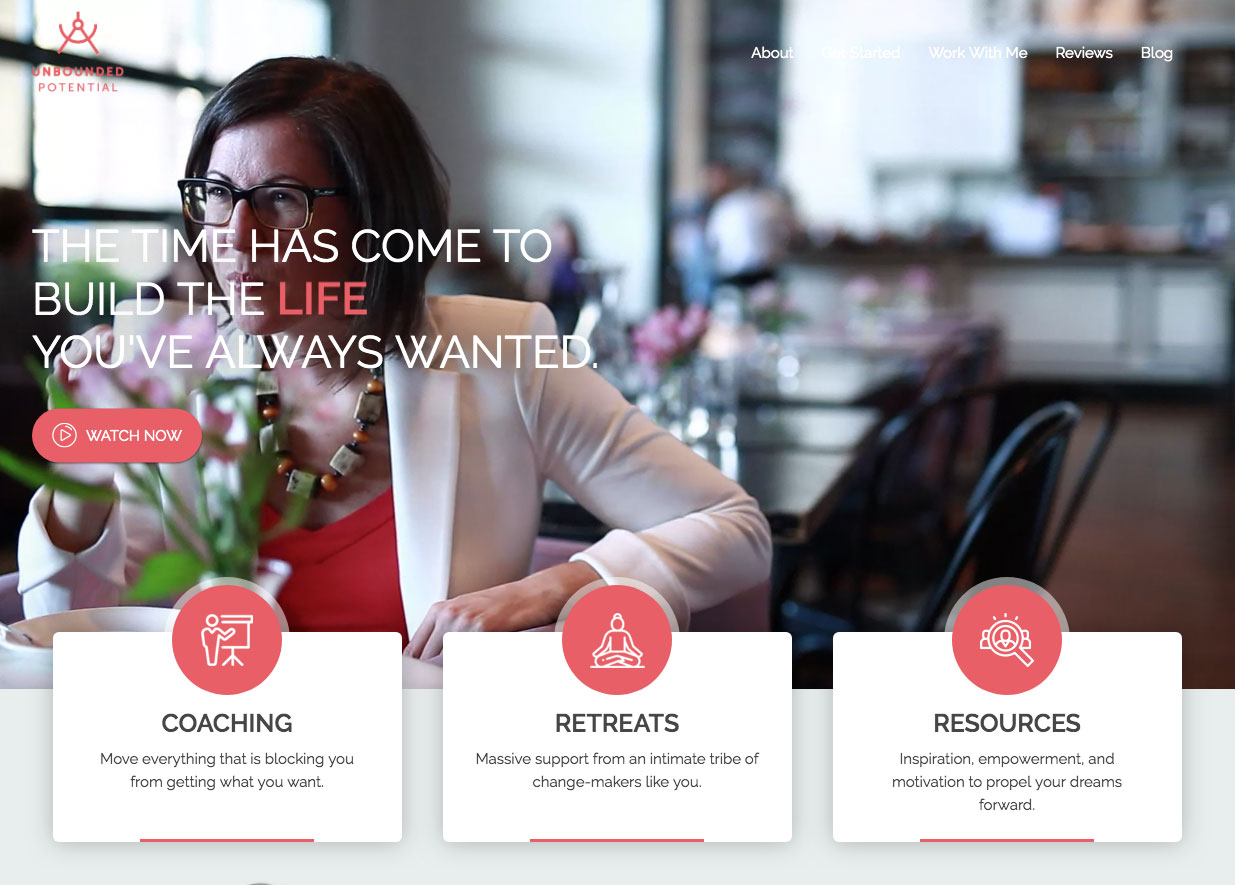 UNBOUNDED
POTENTIAL
About Get Started Work With Me Reviews Blog
THE TIME HAS COME TO
BUILD THE LIFE
YOU'VE ALWAYS WANTED.
WATCH NOW
COACHING
Move everything that is blocking you
from getting what you want.
RETREATS
Massive support from an intimate tribe of
change-makers like you.
RESOURCES
Inspiration, empowerment, and
motivation to propel your dreams
forward.